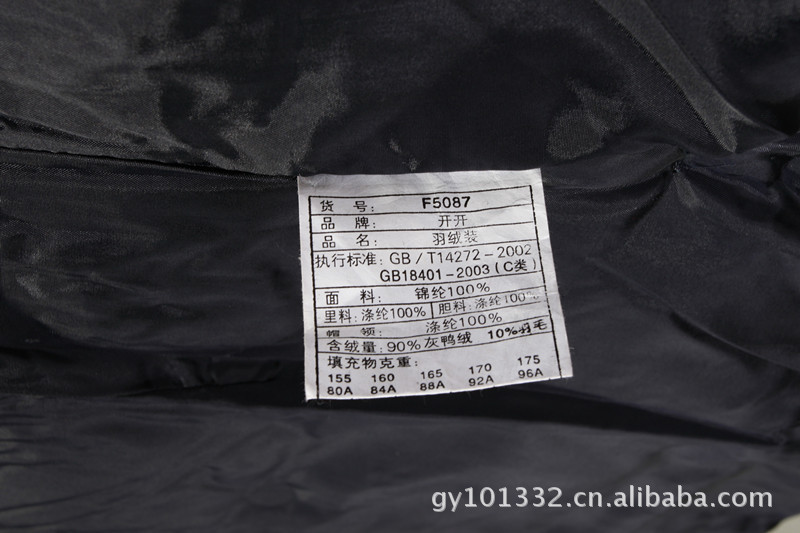 货 号： F5087
品 牌： 开开
品 名： 羽绒装
执行标准：GB/T14272-2002
GB18401-2003（C类）
面 料： 锦纶100%
里料：涤纶100% 胆料：涤纶100%
帽 领： 涤纶100%
含绒量：90%灰鸭绒 10%羽毛
填充物克重：
155 160 165 170 175
80A 84A 88A 92A 96A
gy101332.cn.alibaba.com